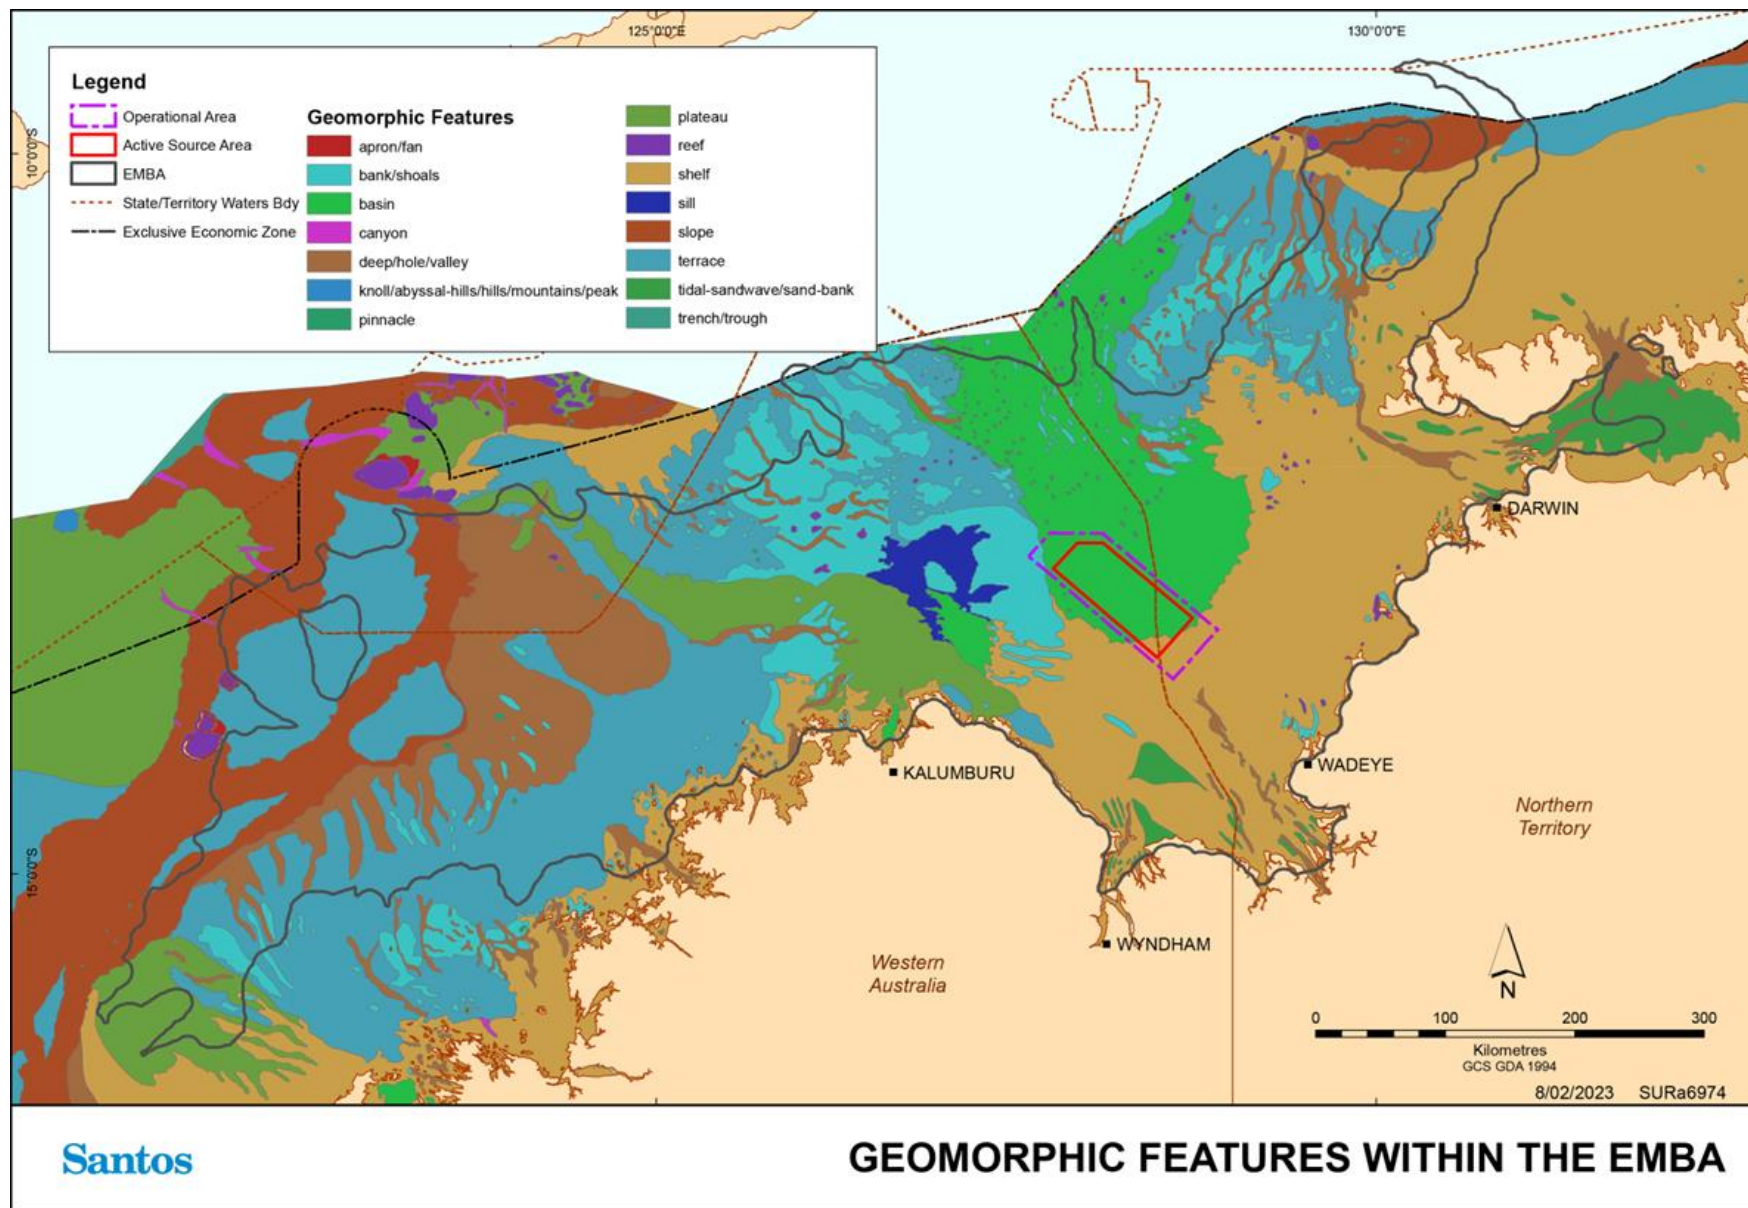 125°0'0"E
130°0'0"E
10°0'0"S
15°0'0"S
Legend
Operational Area
Active Source Area
EMBA
State/Territory Waters Bdy
Exclusive Economic Zone
Geomorphic Features
apron/fan
bank/shoals
basin
canyon
deep/hole/valley
knoll/abyssal-hills/hills/mountains/peak
pinnacle
plateau
reef
shelf
sill
slope
terrace
tidal-sandwave/sand-bank
trench/trough
DARWIN
WADEYE
KALUMBURU
Northern
Territory
WYNDHAM
Western
Australia
N
0 100 200 300
Kilometres
GCS GDA 1994
8/02/2023 SURa6974
Santos
GEOMORPHIC FEATURES WITHIN THE EMBA